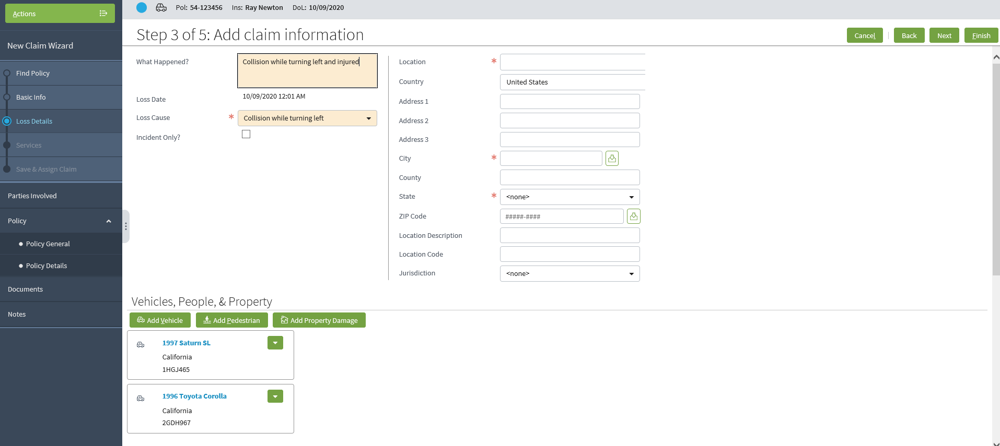 Actions
New Claim Wizard
Find Policy
Basic Info
Loss Details
Services
Save & Assign Claim
Parties Involved
Policy
Policy General
Policy Details
Documents
Notes
Pol: 54-123456 Ins: Ray Newton DoL: 10/09/2020
Step 3 of 5: Add claim information
Cancel Back Next Finish
What Happened? Collision while turning left and injured
Loss Date 10/09/2020 12:01 AM
Loss Cause * Collision while turning left
Incident Only?
Location *
Country United States
Address 1
Address 2
Address 3
City *
County
State * <none>
ZIP Code #####-####
Location Description
Location Code
Jurisdiction <none>
Vehicles, People, & Property
Add Vehicle Add Pedestrian Add Property Damage
1997 Saturn SL
California
1HGJ465
1996 Toyota Corolla
California
2GDH967